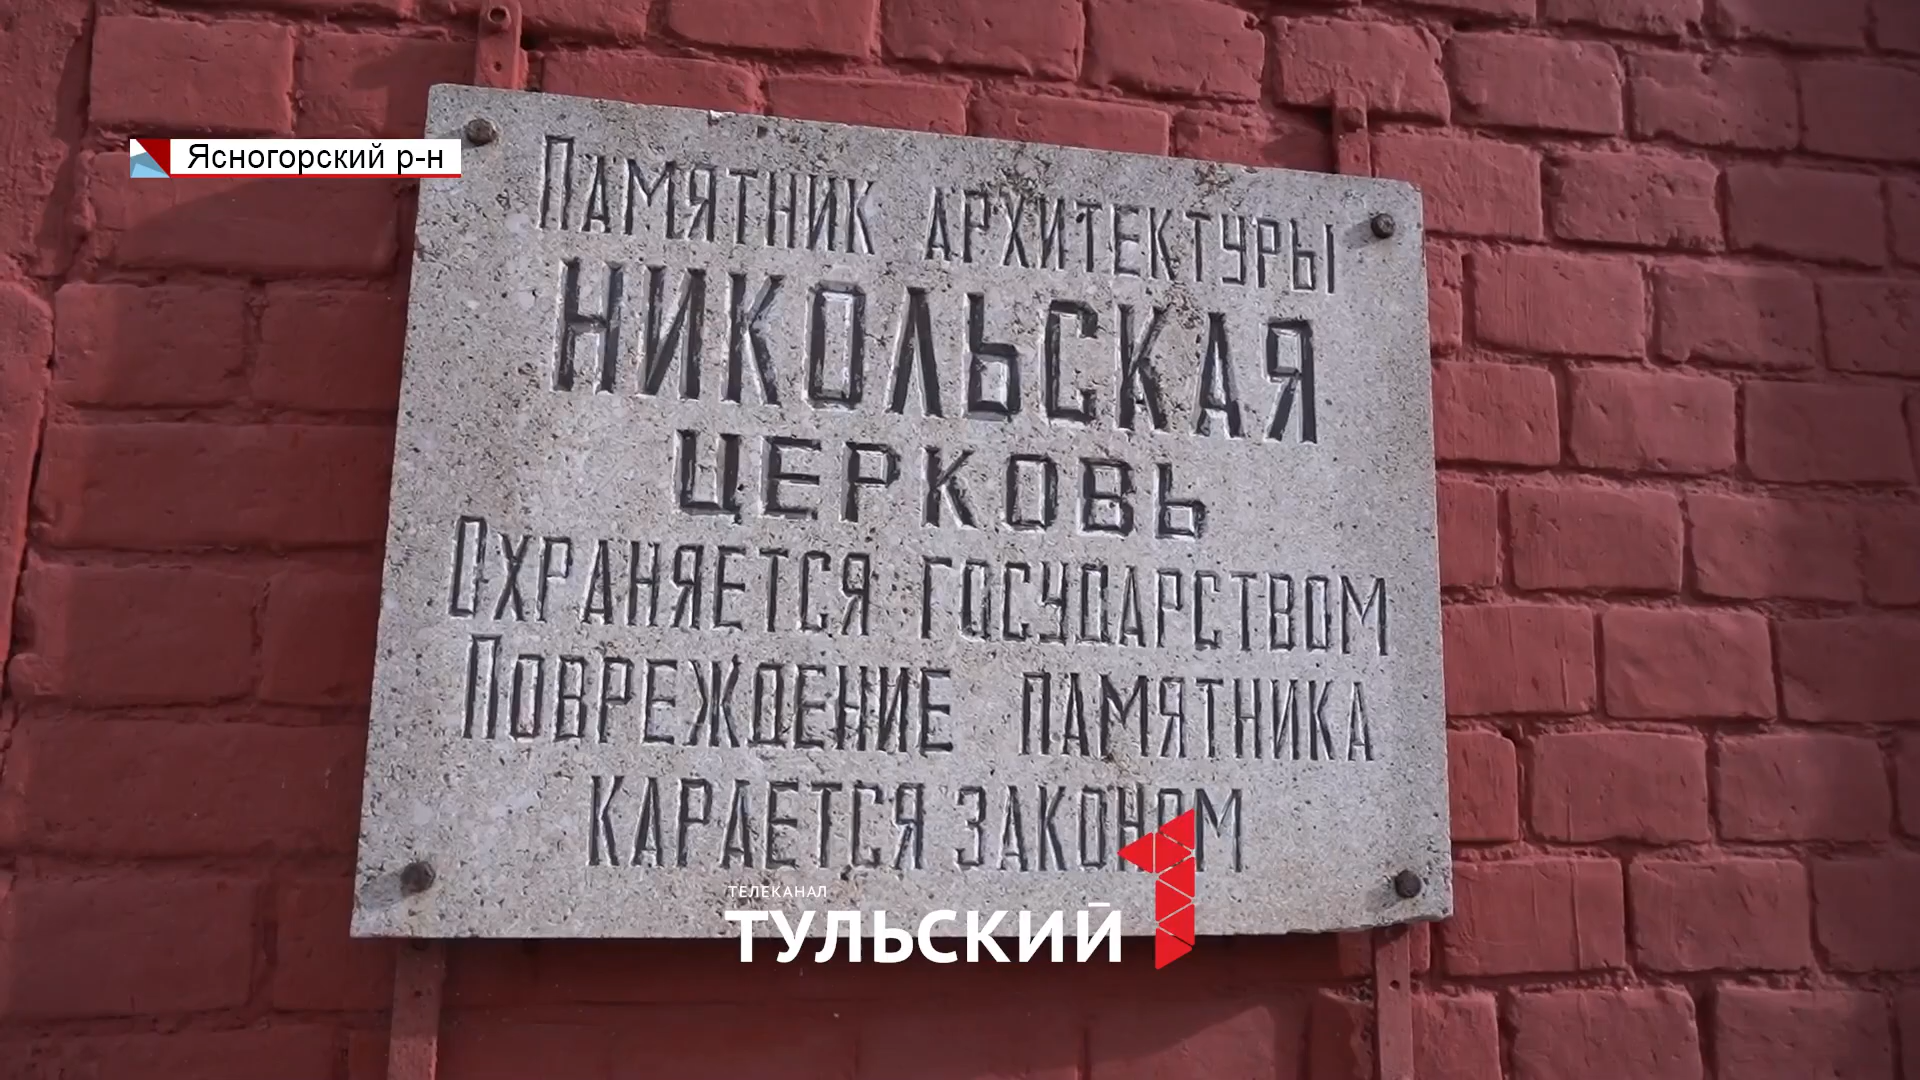 Ясногорский р-н
ПАМЯТНИК АРХИТЕКТУРЫ
НИКОЛЬСКАЯ
ЦЕРКОВЬ
ОХРАНЯЕТСЯ ГОСУДАРСТВОМ
ПОВРЕЖДЕНИЕ ПАМЯТНИКА
КАРАЕТСЯ ЗАКОНОМ
ТЕЛЕКАНАЛ
ТУЛЬСКИЙ 1